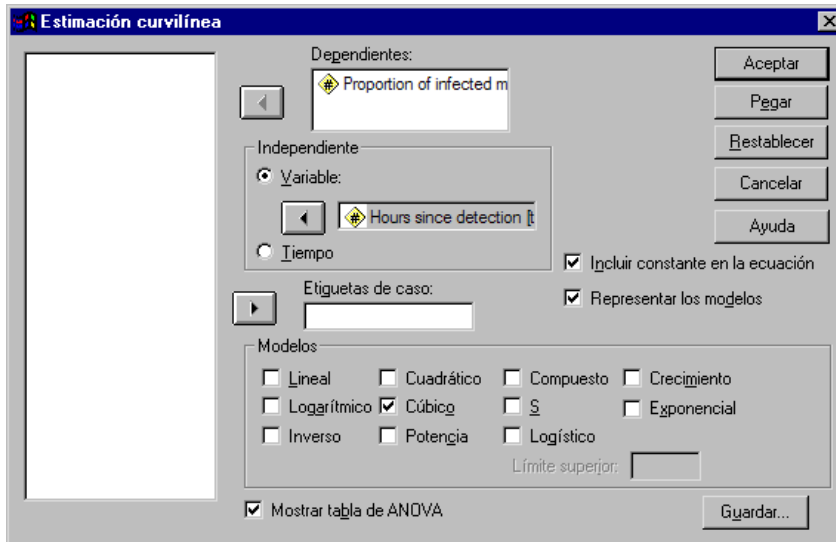 Estimación curvilínea
Dependientes:
Proportion of infected m
Independiente
Variable:
Hours since detection [t
Tiempo
Etiquetas de caso:
Aceptar
Pegar
Restablecer
Cancelar
Ayuda
Incluir constante en la ecuación
Representar los modelos
Modelos
Lineal Cuadrático Compuesto Crecimiento
Logarítmico Cúbico S Exponencial
Inverso Potencia Logístico
Límite superior:
Mostrar tabla de ANOVA
Guardar...